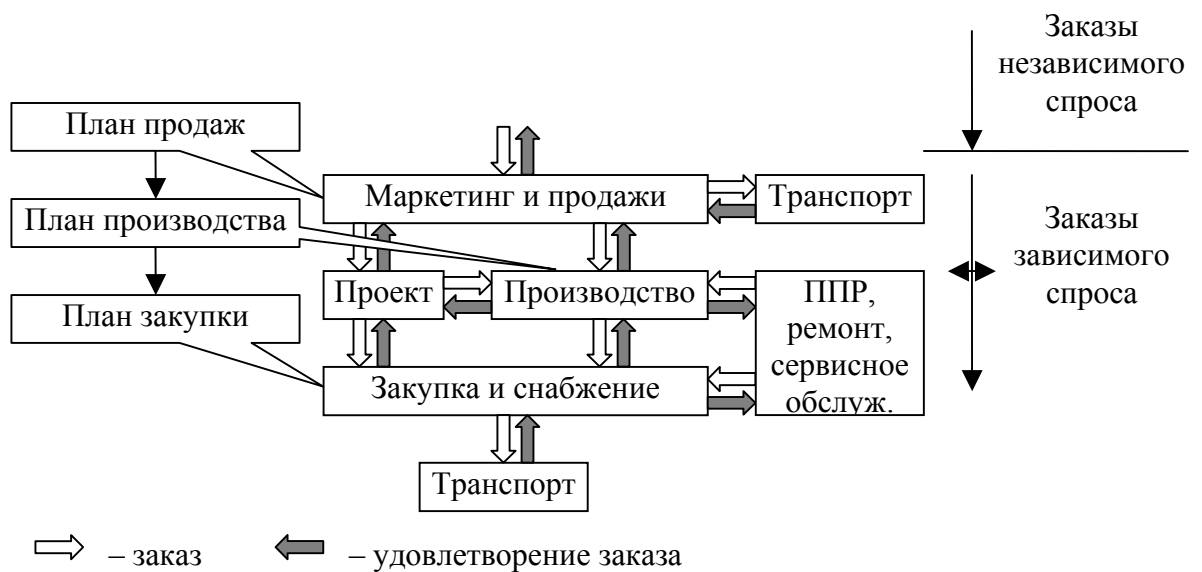 Заказы
независимого
спроса
План продаж
Маркетинг и продажи
Транспорт
План производства
Заказы
зависимого
спроса
Проект
Производство
ППР,
ремонт,
сервисное
обслуж.
План закупки
Закупка и снабжение
Транспорт
– заказ
– удовлетворение заказа